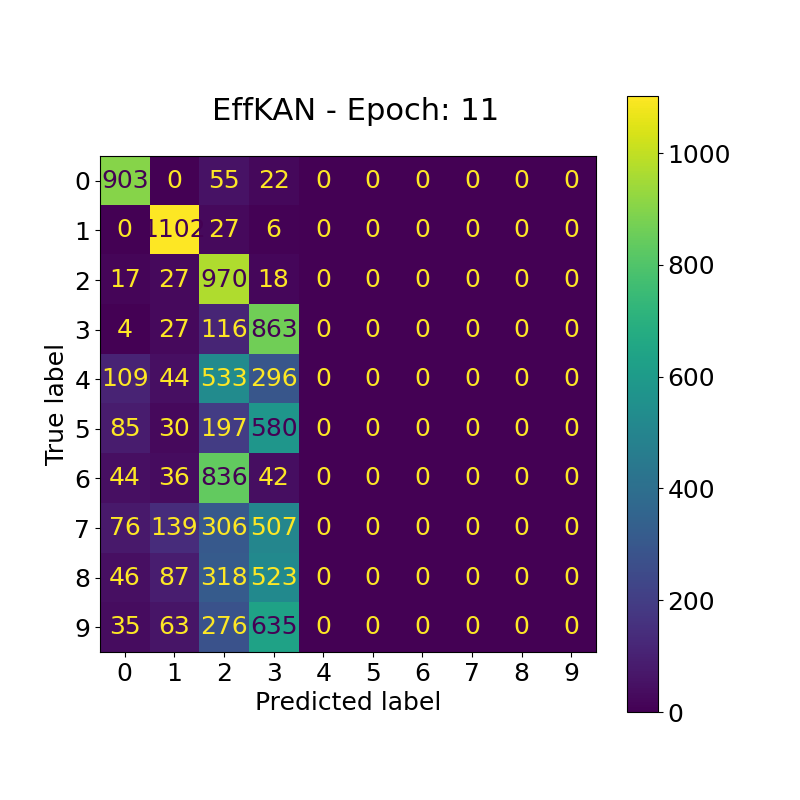 EffKAN - Epoch: 11
0 903 0 55 22 0 0 0 0 0 0
1 0 1102 27 6 0 0 0 0 0 0
2 17 27 970 18 0 0 0 0 0 0
3 4 27 116 863 0 0 0 0 0 0
4 109 44 533 296 0 0 0 0 0 0
5 85 30 197 580 0 0 0 0 0 0
6 44 36 836 42 0 0 0 0 0 0
7 76 139 306 507 0 0 0 0 0 0
8 46 87 318 523 0 0 0 0 0 0
9 35 63 276 635 0 0 0 0 0 0
0 1 2 3 4 5 6 7 8 9
Predicted label
True label
1000
800
600
400
200
0